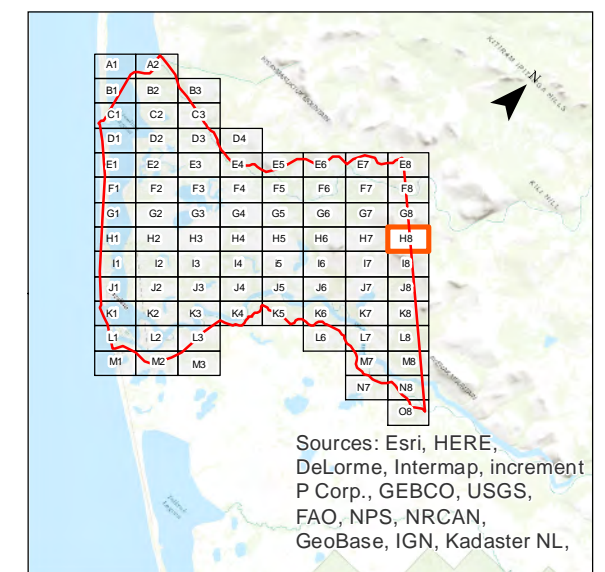 A1 A2
KITIRAM IPIENGA HILLS
N
B1 B2 B3
C1 C2 C3
D1 D2 D3 D4
E1 E2 E3 E4 E5 E6 E7 E8
F1 F2 F3 F4 F5 F6 F7 F8
KILI HILL
G1 G2 G3 G4 G5 G6 G7 G8
H1 H2 H3 H4 H5 H6 H7 H8
I1 I2 I3 I4 i5 I6 I7 I8
J1 J2 J3 J4 J5 J6 J7 J8
K1 K2 K3 K4 K5 K6 K7 K8
L1 L2 L3 L6 L7 L8
M1 M2 M3 M7 M8
N7 N8
O8
Sources: Esri, HERE,
DeLorme, Intermap, increment
P Corp., GEBCO, USGS,
FAO, NPS, NRCAN,
GeoBase, IGN, Kadaster NL,